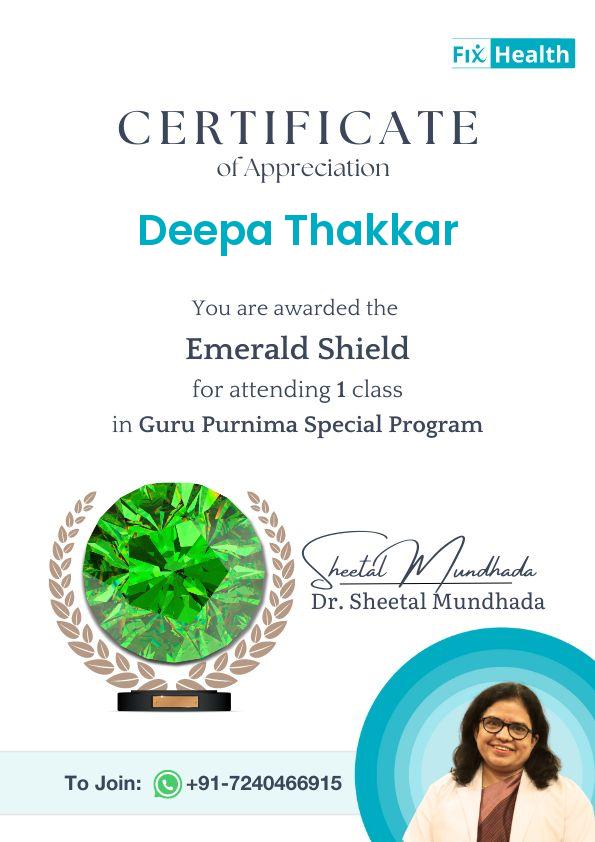 Fix Health
CERTIFICATE
of Appreciation
Deepa Thakkar
You are awarded the
Emerald Shield
for attending 1 class
in Guru Purnima Special Program
Sheetal Mundhada
Dr. Sheetal Mundhada
To Join: +91-7240466915